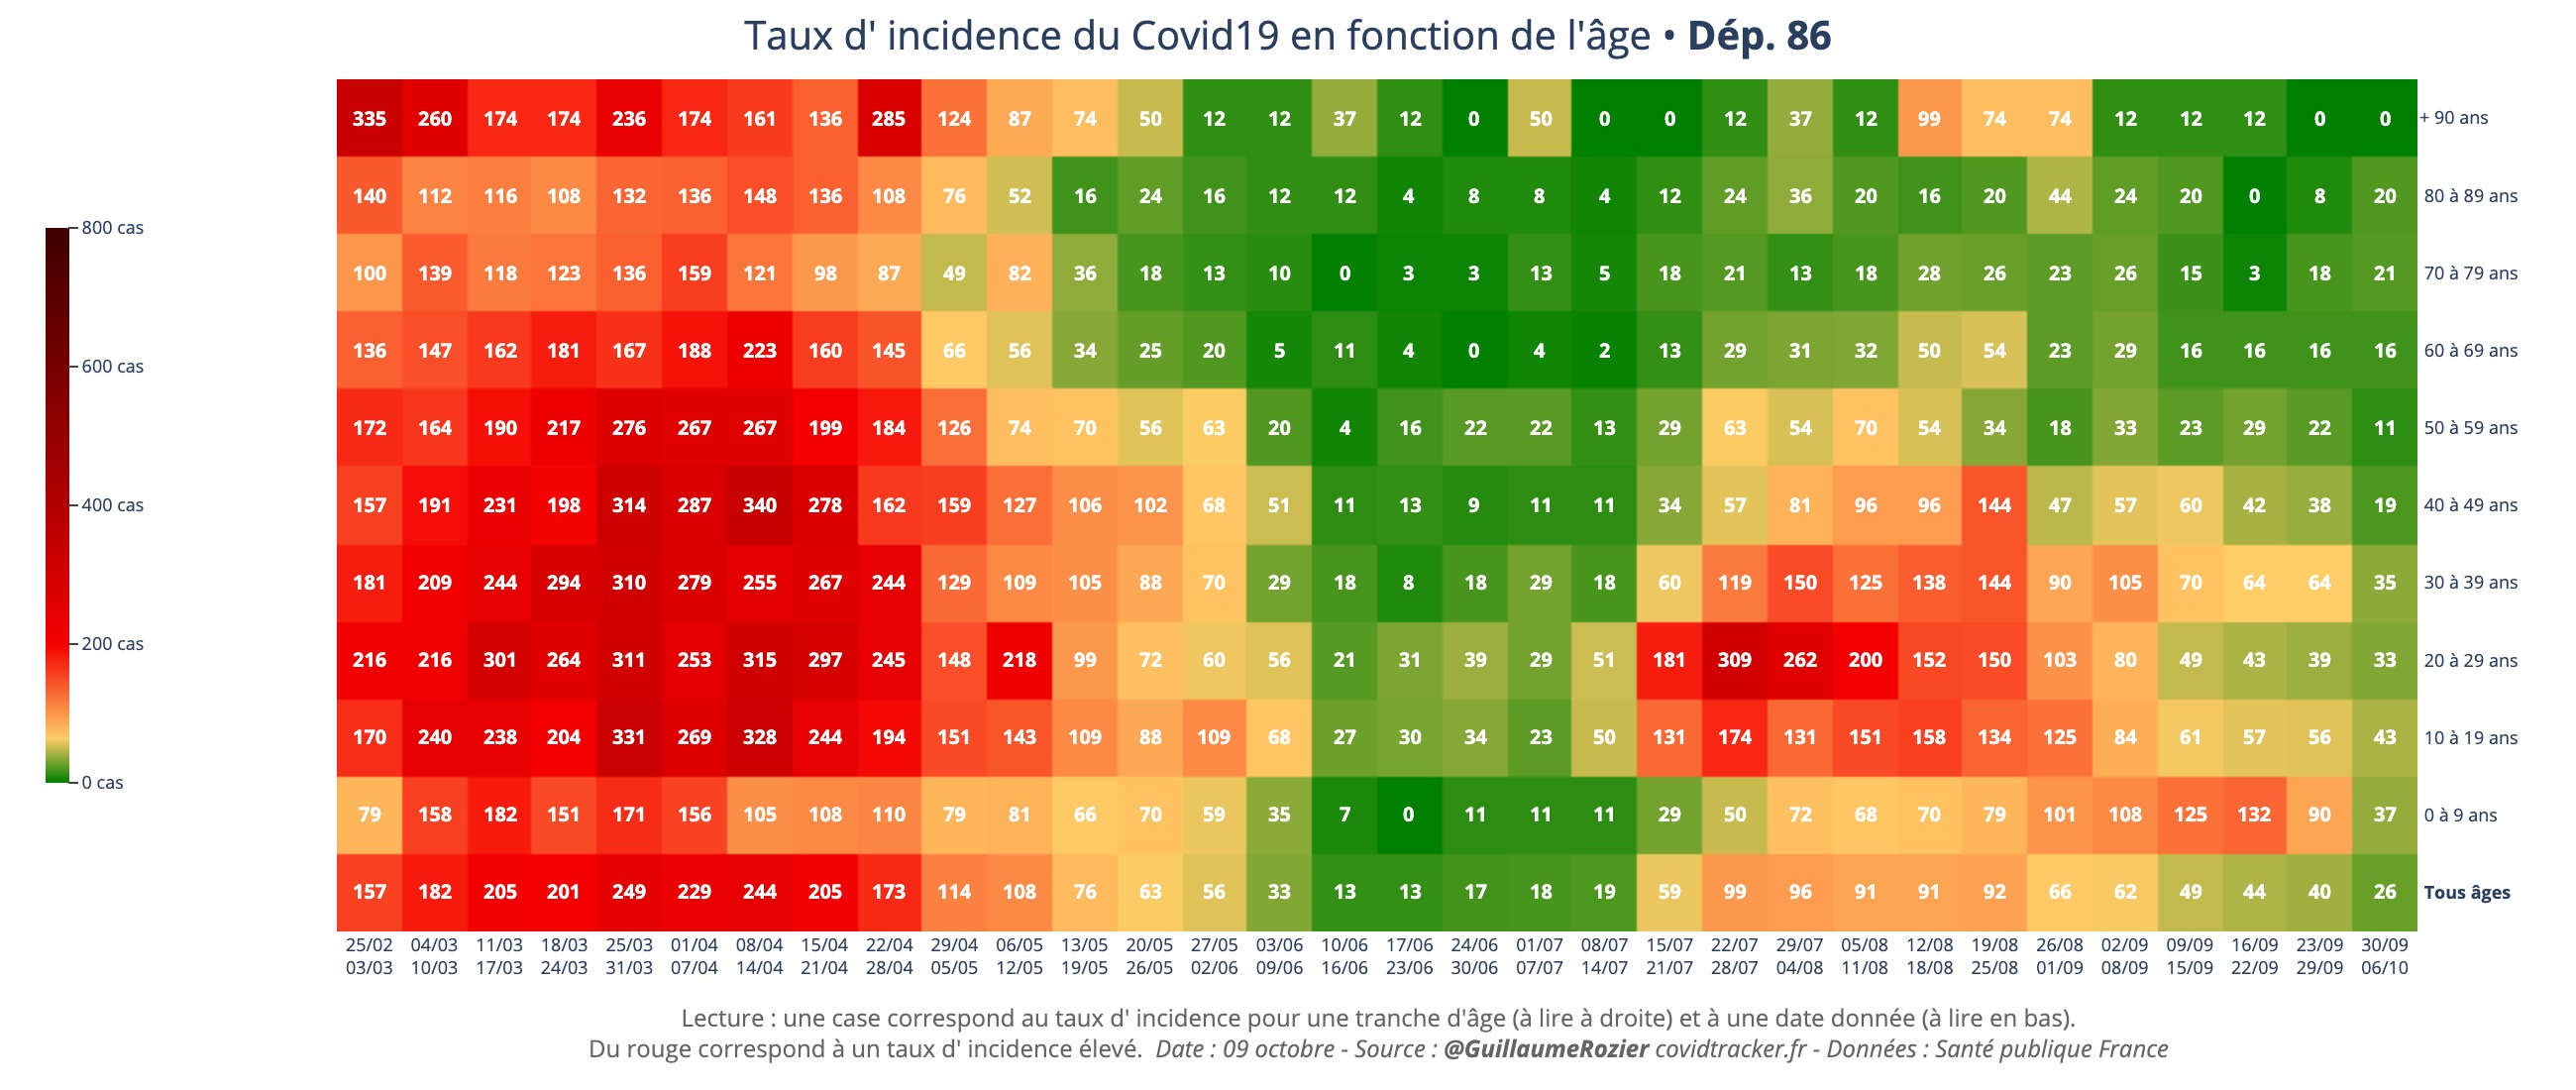 Taux d' incidence du Covid19 en fonction de l'âge • Dép. 86
335 260 174 174 236 174 161 136 285 124 87 74 50 12 12 37 12 0 50 0 0 12 37 12 99 74 74 12 12 12 0 0 + 90 ans
140 112 116 108 132 136 148 136 108 76 52 16 24 16 12 12 4 8 8 4 12 24 36 20 16 20 44 24 20 0 8 20 80 à 89 ans
100 139 118 123 136 159 121 98 87 49 82 36 18 13 10 0 3 3 13 5 18 21 13 18 28 26 23 26 15 3 18 21 70 à 79 ans
136 147 162 181 167 188 223 160 145 66 56 34 25 20 5 11 4 0 4 2 13 29 31 32 50 54 23 29 16 16 16 16 60 à 69 ans
172 164 190 217 276 267 267 199 184 126 74 70 56 63 20 4 16 22 22 13 29 63 54 70 54 34 18 33 23 29 22 11 50 à 59 ans
157 191 231 198 314 287 340 278 162 159 127 106 102 68 51 11 13 9 11 11 34 57 81 96 96 144 47 57 60 42 38 19 40 à 49 ans
181 209 244 294 310 279 255 267 244 129 109 105 88 70 29 18 8 18 29 18 60 119 150 125 138 144 90 105 70 64 64 35 30 à 39 ans
216 216 301 264 311 253 315 297 245 148 218 99 72 60 56 21 31 39 29 51 181 309 262 200 152 150 103 80 49 43 39 33 20 à 29 ans
170 240 238 204 331 269 328 244 194 151 143 109 88 109 68 27 30 34 23 50 131 174 131 151 158 134 125 84 61 57 56 43 10 à 19 ans
79 158 182 151 171 156 105 108 110 79 81 66 70 59 35 7 0 11 11 11 29 50 72 68 70 79 101 108 125 132 90 37 0 à 9 ans
157 182 205 201 249 229 244 205 173 114 108 76 63 56 33 13 13 17 18 19 59 99 96 91 91 92 66 62 49 44 40 26 Tous âges
25/02 04/03 11/03 18/03 25/03 01/04 08/04 15/04 22/04 29/04 06/05 13/05 20/05 27/05 03/06 10/06 17/06 24/06 01/07 08/07 15/07 22/07 29/07 05/08 12/08 19/08 26/08 02/09 09/09 16/09 23/09 30/09
03/03 10/03 17/03 24/03 31/03 07/04 14/04 21/04 28/04 05/05 12/05 19/05 26/05 02/06 09/06 16/06 23/06 30/06 07/07 14/07 21/07 28/07 04/08 11/08 18/08 25/08 01/09 08/09 15/09 22/09 29/09 06/10
800 cas
600 cas
400 cas
200 cas
0 cas
Lecture : une case correspond au taux d' incidence pour une tranche d'âge (à lire à droite) et à une date donnée (à lire en bas).
Du rouge correspond à un taux d' incidence élevé. Date : 09 octobre - Source : @GuillaumeRozier covidtracker.fr - Données : Santé publique France